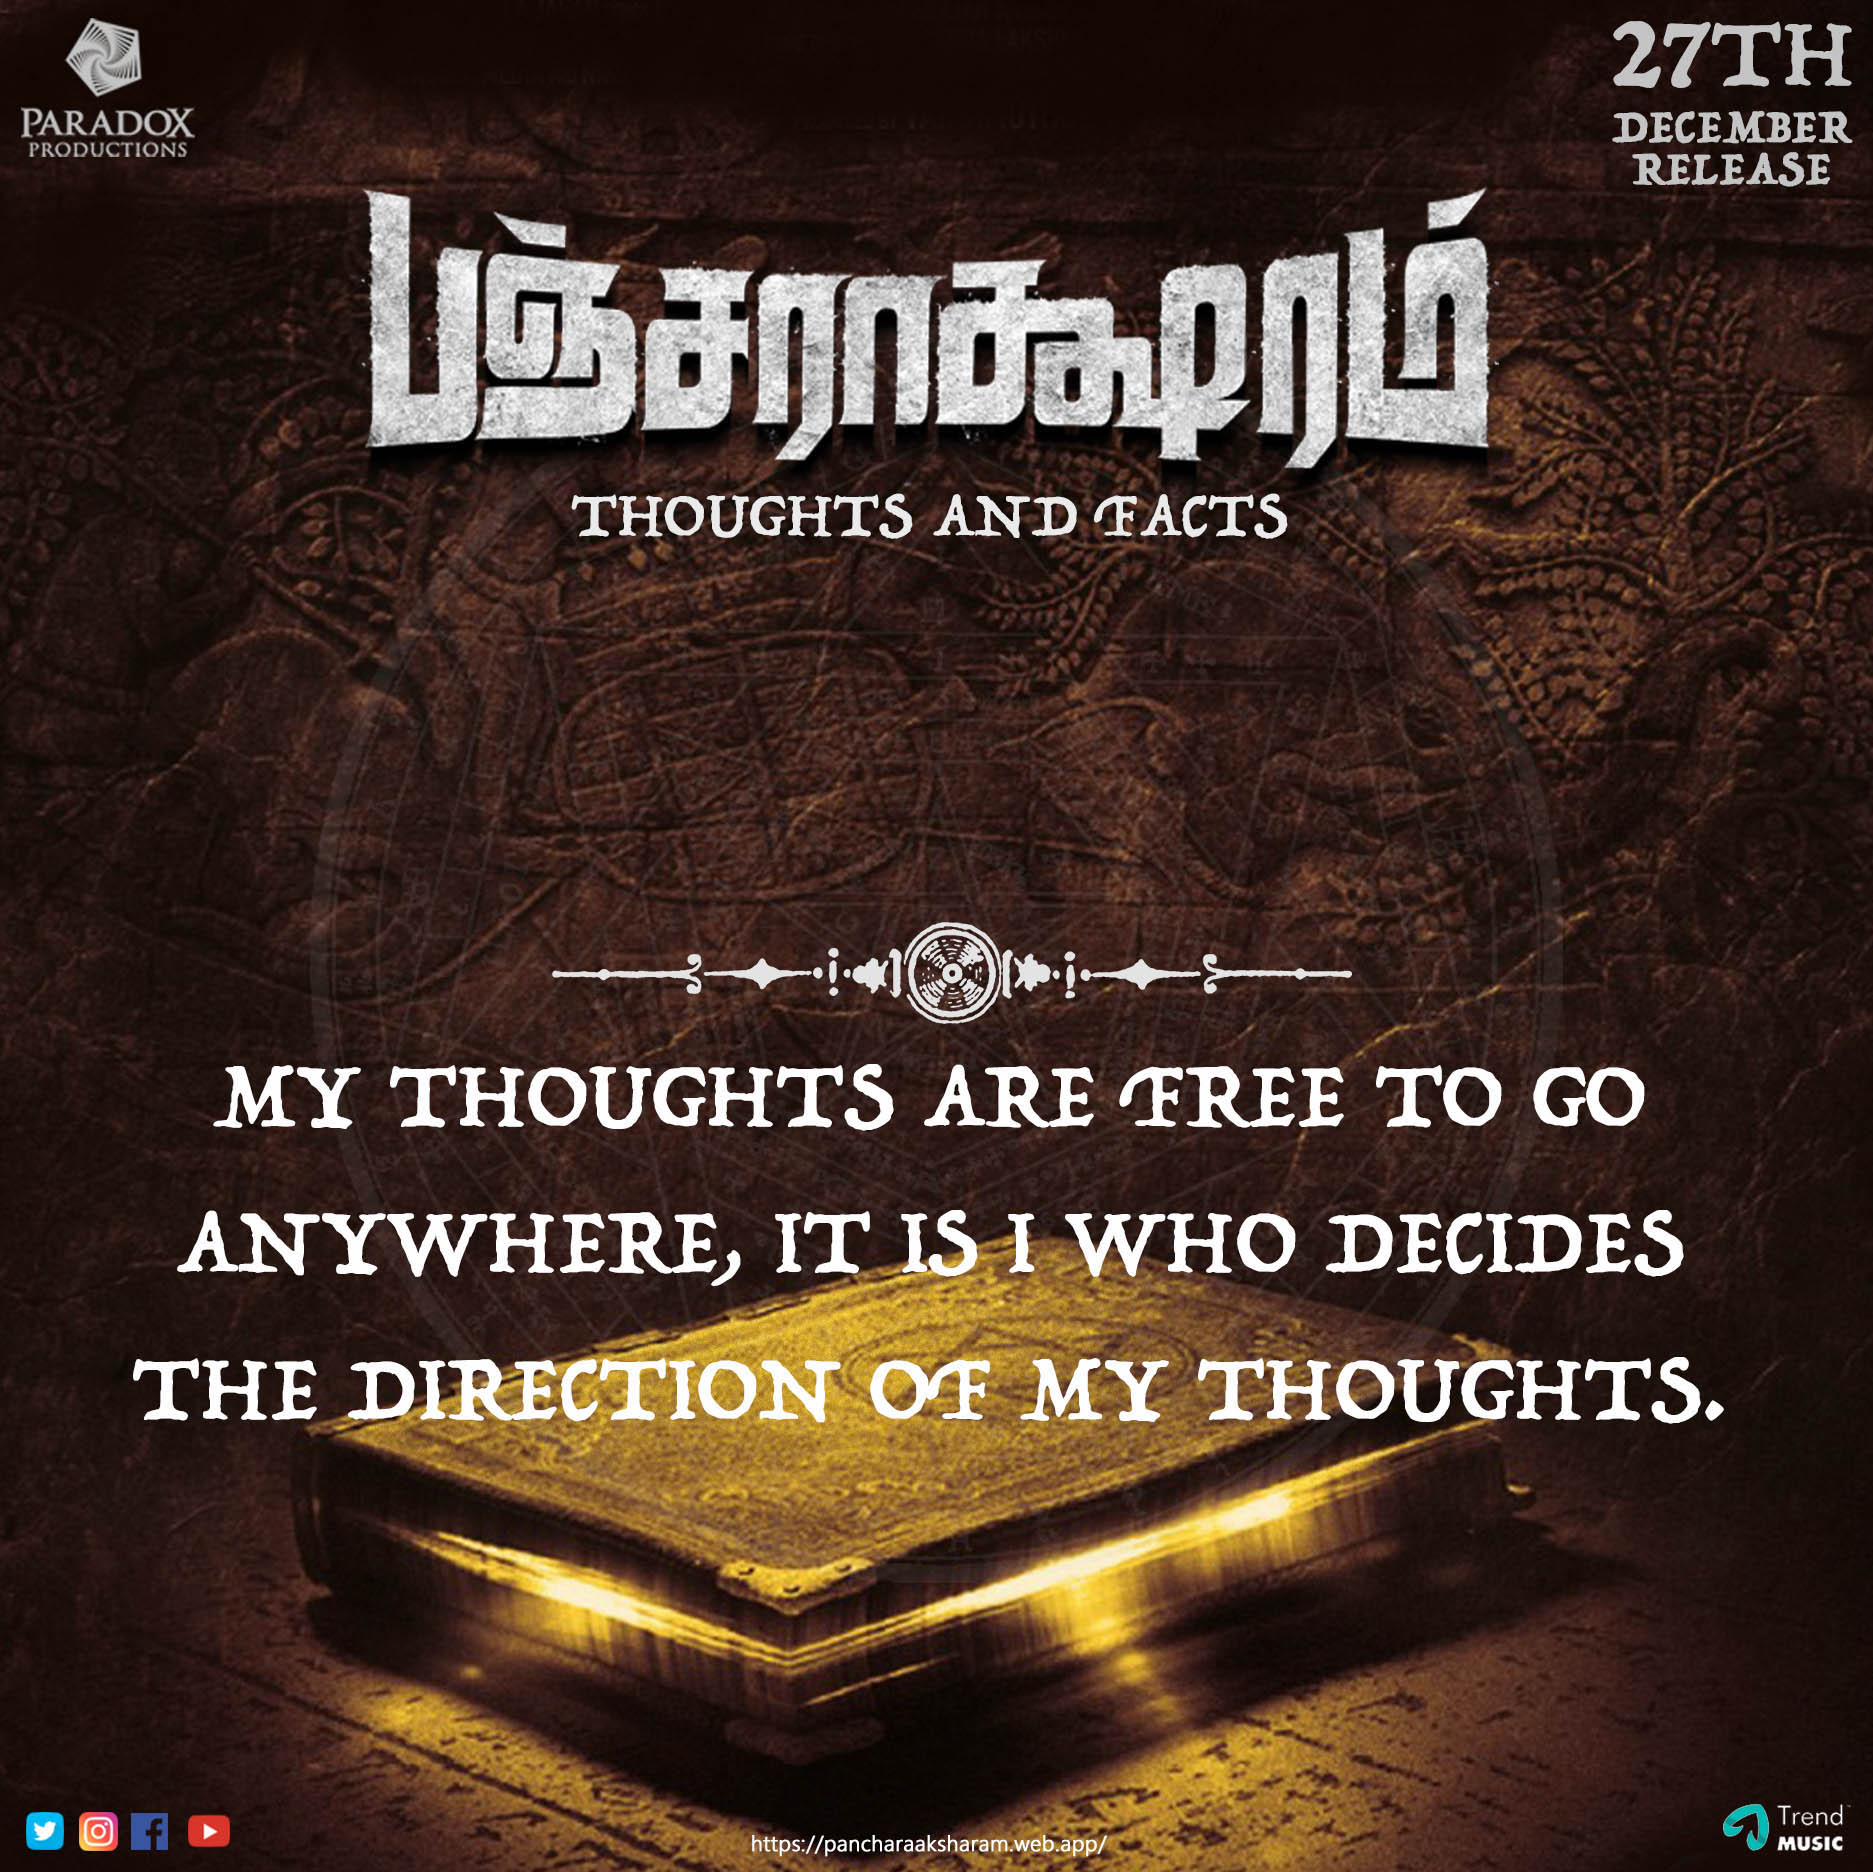 PARADOX
PRODUCTIONS
27TH
DECEMBER
RELEASE
பஞ்சராக்ஷரம்
THOUGHTS AND FACTS
MY THOUGHTS ARE FREE TO GO
ANYWHERE, IT IS I WHO DECIDES
THE DIRECTION OF MY THOUGHTS.
https://pancharaaksharam.web.app/
Trend
MUSIC